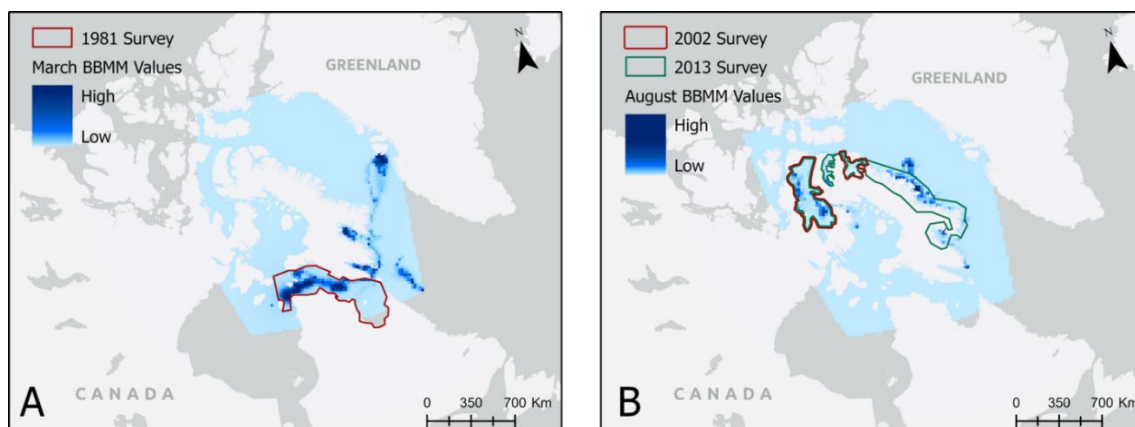 1981 Survey
March BBMM Values
High
Low
GREENLAND
N
CANADA
A
0 350 700 Km
2002 Survey
2013 Survey
August BBMM Values
High
Low
GREENLAND
N
CANADA
B
0 350 700 Km